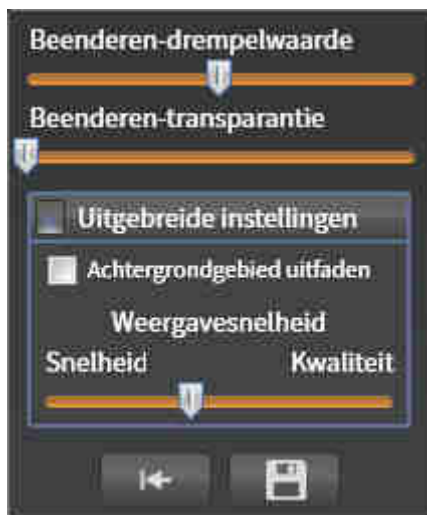 Beenderen-drempelwaarde
Beenderen-transparantie
Uitgebreide instellingen
Achtergrondgebied uitfaden
Weergavesnelheid
Snelheid Kwaliteit